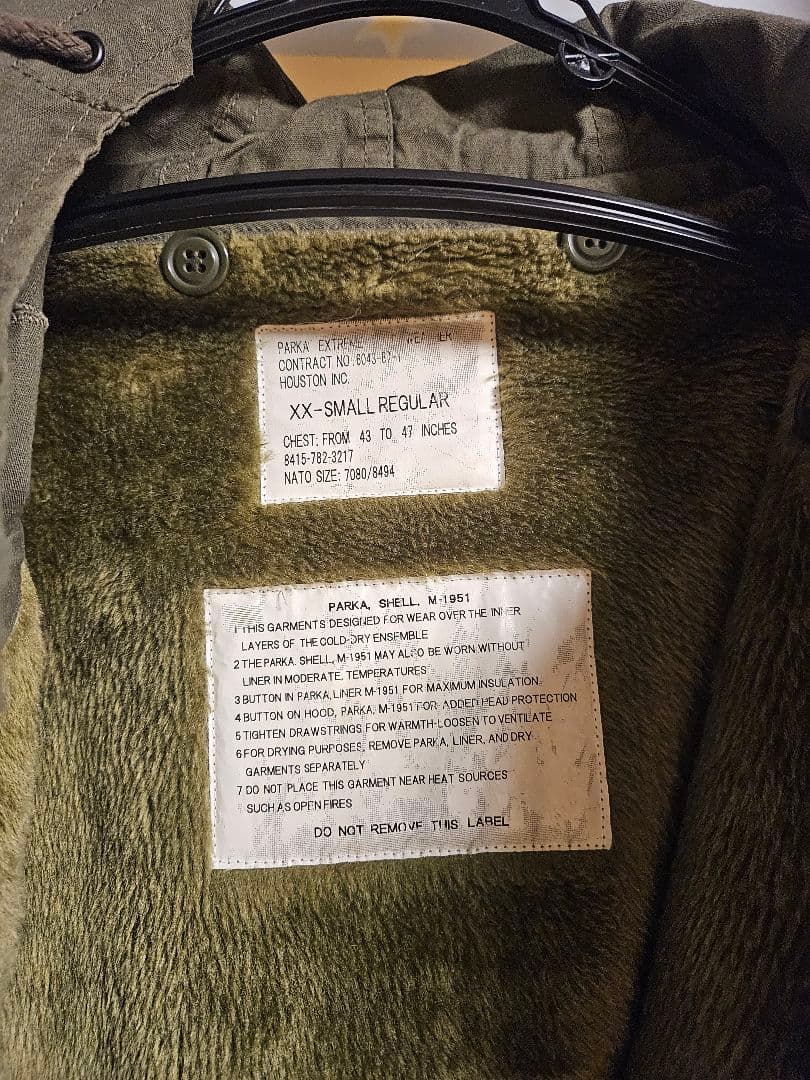 PARKA EXTREME WEATHER
CONTRACT NO.:6043-67-1
HOUSTON INC.
XX-SMALL REGULAR
CHEST: FROM 43 TO 47 INCHES
8415-782-3217
NATO SIZE: 7080/8494
PARKA, SHELL, M-1951
1 THIS GARMENTS DESIGNED FOR WEAR OVER THE INNER
LAYERS OF THE COLD-DRY ENSEMBLE
2 THE PARKA. SHELL, M-1951 MAY ALSO BE WORN WITHOUT
LINER IN MODERATE. TEMPERATURES
3 BUTTON IN PARKA, LINER M-1951 FOR MAXIMUM INSULATION.
4 BUTTON ON HOOD, PARKA, M-1951 FOR ADDED HEAD PROTECTION
5 TIGHTEN DRAWSTRINGS FOR WARMTH-LOOSEN TO VENTILATE
6 FOR DRYING PURPOSES, REMOVE PARKA, LINER, AND DRY
GARMENTS SEPARATELY
7 DO NOT PLACE THIS GARMENT NEAR HEAT SOURCES
SUCH AS OPEN FIRES
DO NOT REMOVE THIS LABEL